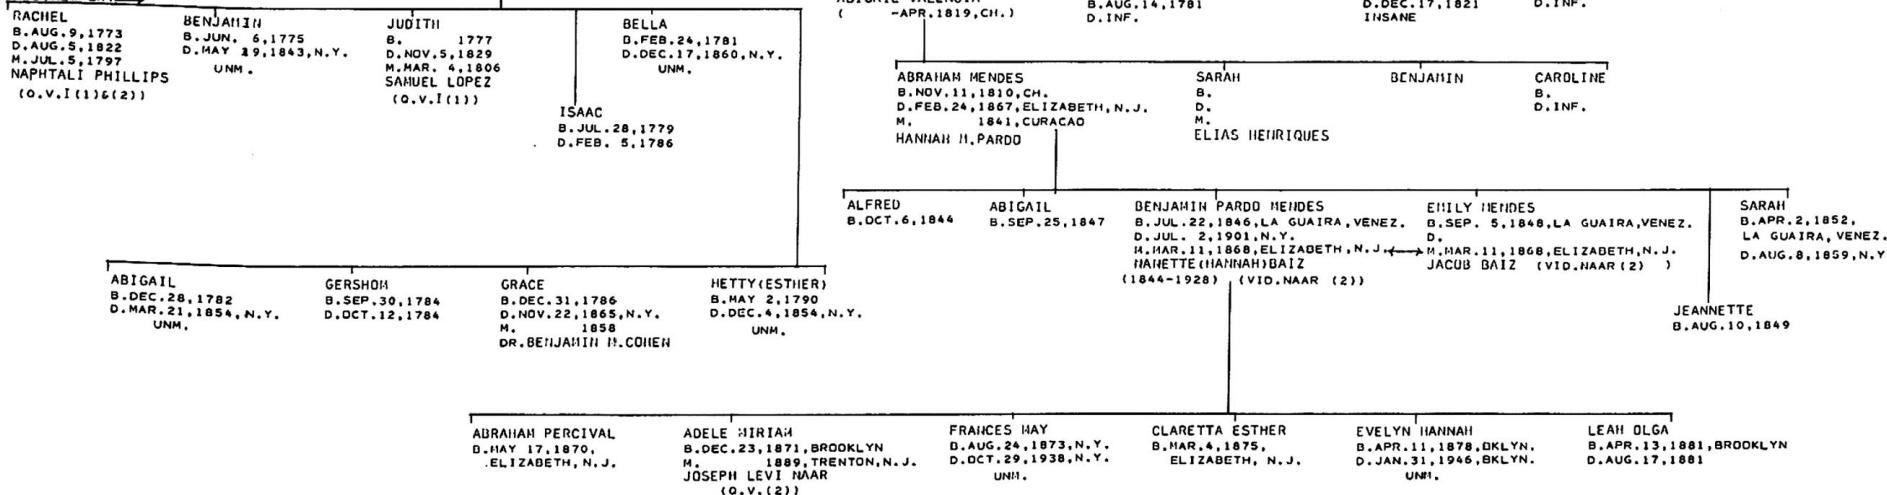 RACHEL
B.AUG.9,1773
D.AUG.5,1822
M.JUL.5,1797
NAPHTALI PHILLIPS
(Q.V.I(1)&(2))
BENJAMIN
B.JUN. 6,1775
D.MAY 19,1843,N.Y.
UNM.
JUDITH
B. 1777
D.NOV.5,1829
M.MAR. 4,1806
SAMUEL LOPEZ
(Q.V.I(1))
BELLA
B.FEB.24,1781
D.DEC.17,1860,N.Y.
UNM.
ISAAC
B.JUL.28,1779
D.FEB. 5,1786
( -APR.1819,CH.)
B.AUG.14,1781
D.INF.
D.DEC.17,1821
INSANE
D.INF.
ABRAHAM MENDES
B.NOV.11,1810,CH.
D.FEB.24,1867,ELIZABETH,N.J.
M. 1841,CURACAO
HANNAH M.PARDO
SARAH
B.
D.
M.
ELIAS HENRIQUES
BENJAMIN
CAROLINE
B.
D.INF.
ALFRED
B.OCT.6,1844
ABIGAIL
B.SEP.25,1847
BENJAMIN PARDO MENDES
B.JUL.22,1846,LA GUAIRA,VENEZ.
D.JUL. 2,1901,N.Y.
M.MAR.11,1868,ELIZABETH,N.J.
NANETTE(HANNAH)BAIZ
(1844-1928) (VID.NAAR (2))
EMILY MENDES
B.SEP. 5,1848,LA GUAIRA,VENEZ.
D.
M.MAR.11,1868,ELIZABETH,N.J.
JACOB BAIZ (VID.NAAR(2) )
SARAH
B.APR.2,1852,
LA GUAIRA,VENEZ.
D.AUG.8,1859,N.Y
JEANNETTE
B.AUG.10,1849
ABIGAIL
B.DEC.28,1782
D.MAR.21,1854,N.Y.
UNM.
GERSHOM
B.SEP.30,1784
D.OCT.12,1784
GRACE
B.DEC.31,1786
D.NOV.22,1865,N.Y.
M. 1858
DR.BENJAMIN M.COHEN
HETTY(ESTHER)
B.MAY 2,1790
D.DEC.4,1854,N.Y.
UNM.
ABRAHAM PERCIVAL
B.MAY 17,1870,
ELIZABETH,N.J.
ADELE MIRIAM
B.DEC.23,1871,BROOKLYN
M. 1889,TRENTON,N.J.
JOSEPH LEVI NAAR
(Q.V.(2))
FRANCES MAY
B.AUG.24,1873,N.Y.
D.OCT.29,1938,N.Y.
UNM.
CLARETTA ESTHER
B.MAR.4,1875,
ELIZABETH, N.J.
EVELYN HANNAH
B.APR.11,1878,BKLYN.
D.JAN.31,1946,BKLYN.
UNM.
LEAH OLGA
B.APR.13,1881,BROOKLYN
D.AUG.17,1881